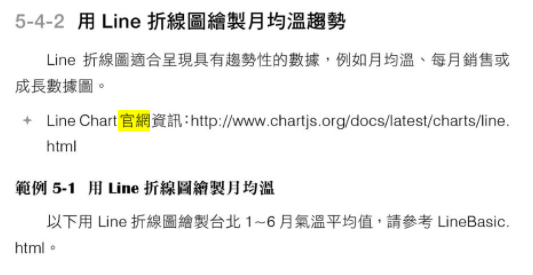 5-4-2 用 Line 折線圖繪製月均溫趨勢
Line 折線圖適合呈現具有趨勢性的數據，例如月均溫、每月銷售或
成長數據圖。
+ Line Chart 官網資訊：http://www.chartjs.org/docs/latest/charts/line.
html
範例 5-1 用 Line 折線圖繪製月均溫
以下用 Line 折線圖繪製台北 1~6 月氣溫平均值，請參考 LineBasic.
html。